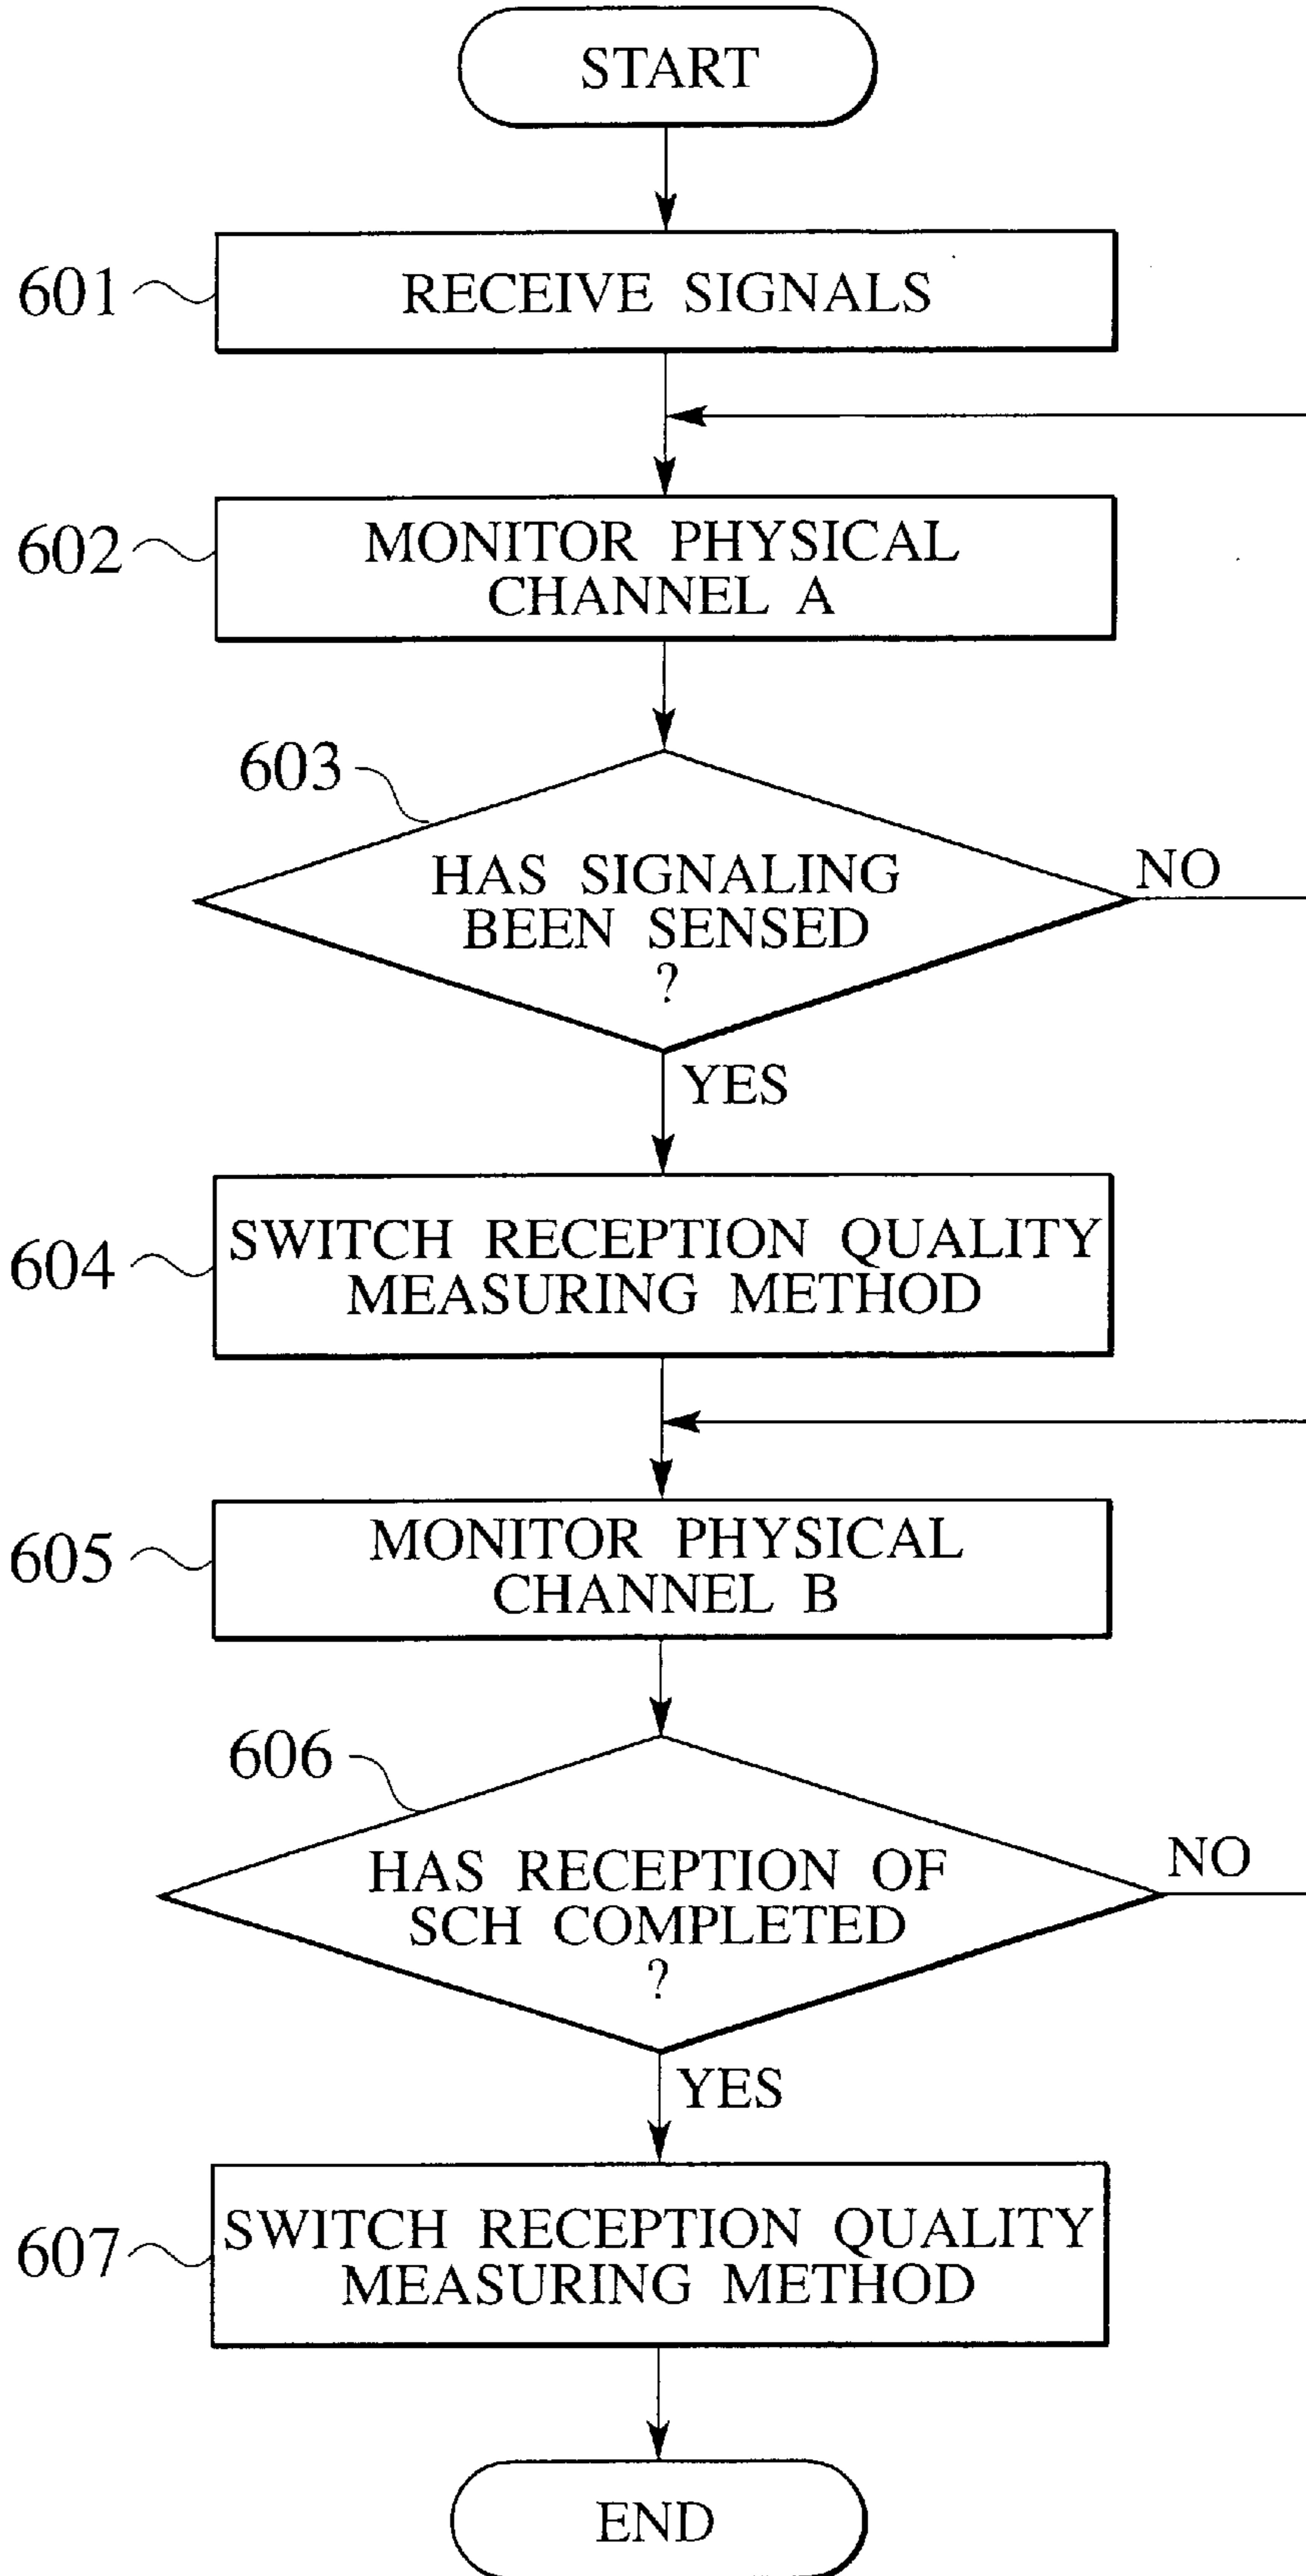 START
601
RECEIVE SIGNALS
602
MONITOR PHYSICAL
CHANNEL A
603
HAS SIGNALING
BEEN SENSED
?
NO
YES
604
SWITCH RECEPTION QUALITY
MEASURING METHOD
605
MONITOR PHYSICAL
CHANNEL B
606
HAS RECEPTION OF
SCH COMPLETED
?
NO
YES
607
SWITCH RECEPTION QUALITY
MEASURING METHOD
END